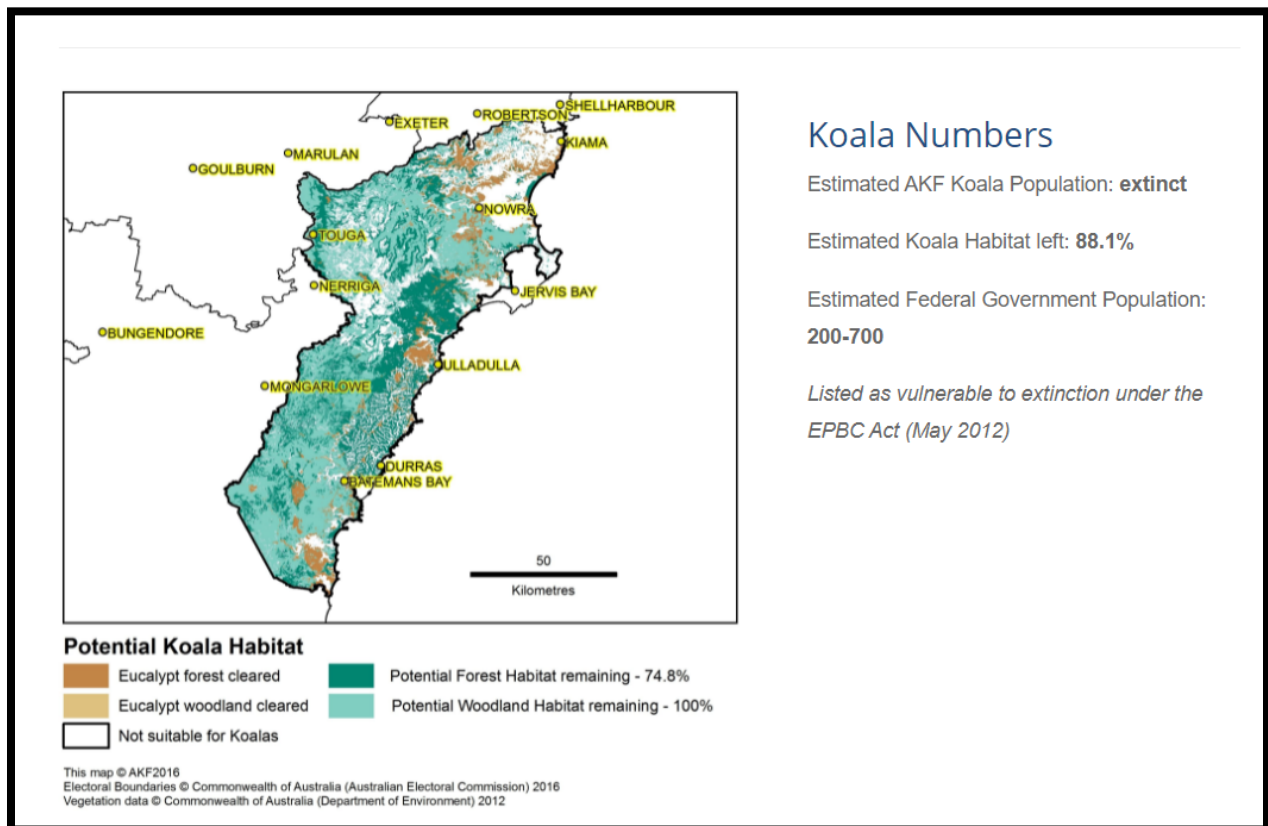 SHELLHARBOUR
ROBERTSON
EXETER
KIAMA
MARULAN
GOULBURN
NOWRA
TOUGA
NERRIGA
JERVIS BAY
BUNGENDORE
ULLADULLA
MONGARLOWE
DURRAS
BATEMANS BAY
50
Kilometres
Potential Koala Habitat
Eucalypt forest cleared
Potential Forest Habitat remaining - 74.8%
Eucalypt woodland cleared
Potential Woodland Habitat remaining - 100%
Not suitable for Koalas
This map © AKF2016
Electoral Boundaries © Commonwealth of Australia (Australian Electoral Commission) 2016
Vegetation data © Commonwealth of Australia (Department of Environment) 2012
Koala Numbers
Estimated AKF Koala Population: extinct
Estimated Koala Habitat left: 88.1%
Estimated Federal Government Population:
200-700
Listed as vulnerable to extinction under the
EPBC Act (May 2012)